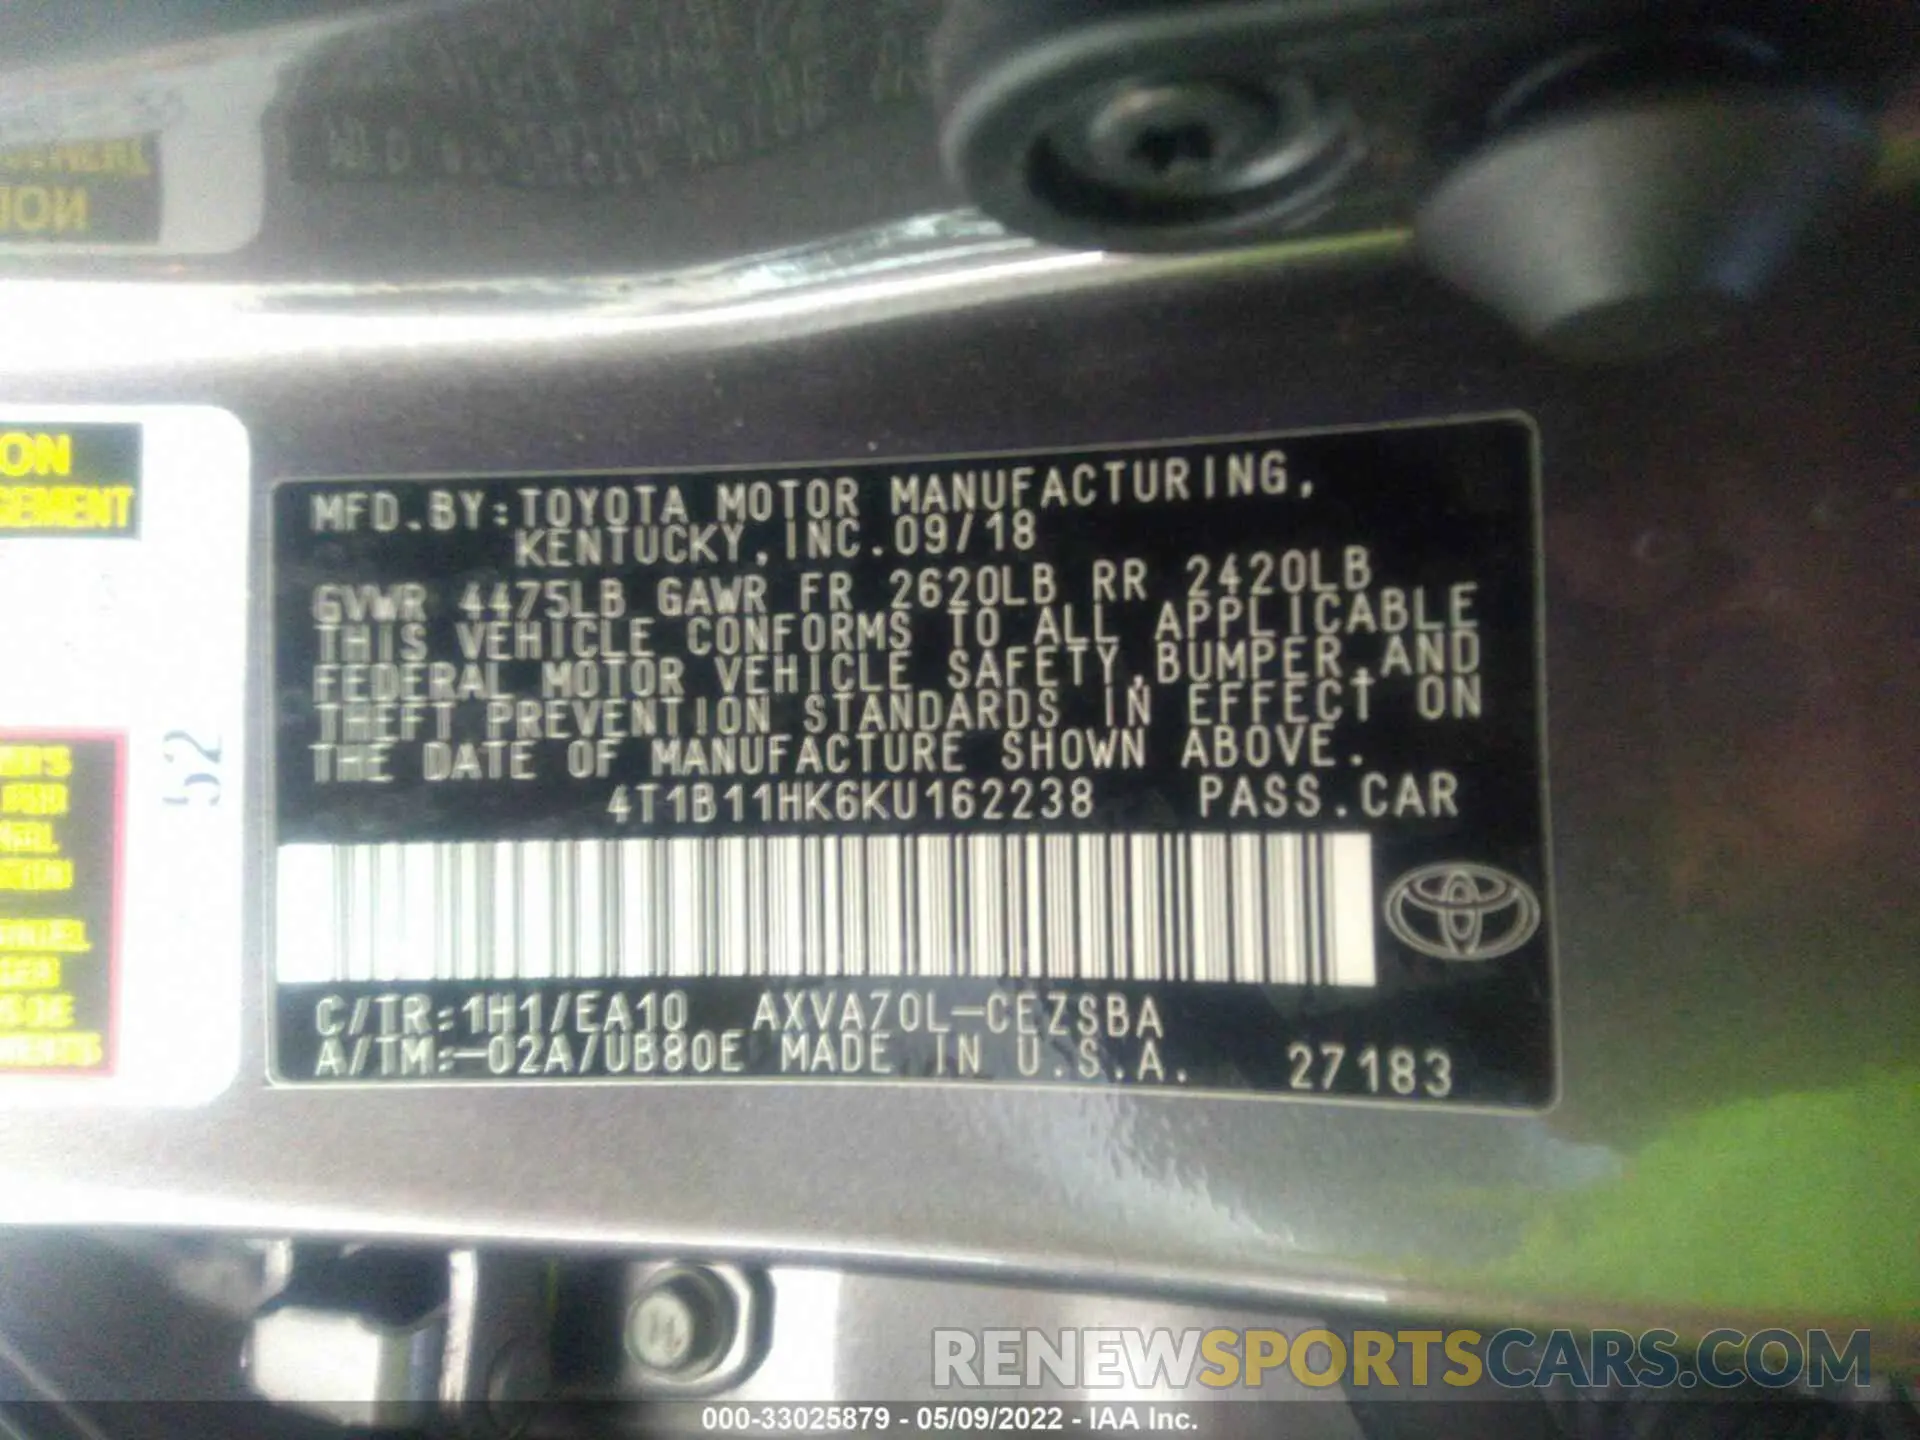 ON
GEMENT
52
MFD.BY:TOYOTA MOTOR MANUFACTURING,
KENTUCKY,INC.09/18
GVWR 4475LB GAWR FR 2620LB RR 2420LB
THIS VEHICLE CONFORMS TO ALL APPLICABLE
FEDERAL MOTOR VEHICLE SAFETY,BUMPER,AND
THEFT PREVENTION STANDARDS IN EFFECT ON
THE DATE OF MANUFACTURE SHOWN ABOVE.
4T1B11HK6KU162238 PASS.CAR
C/TR:1H1/EA10 AXVA70L-CEZSBA
A/TM:-02A/UB80E MADE IN U.S.A. 27183
RENEWSPORTSCARS.COM
000-33025879 - 05/09/2022 - IAA Inc.